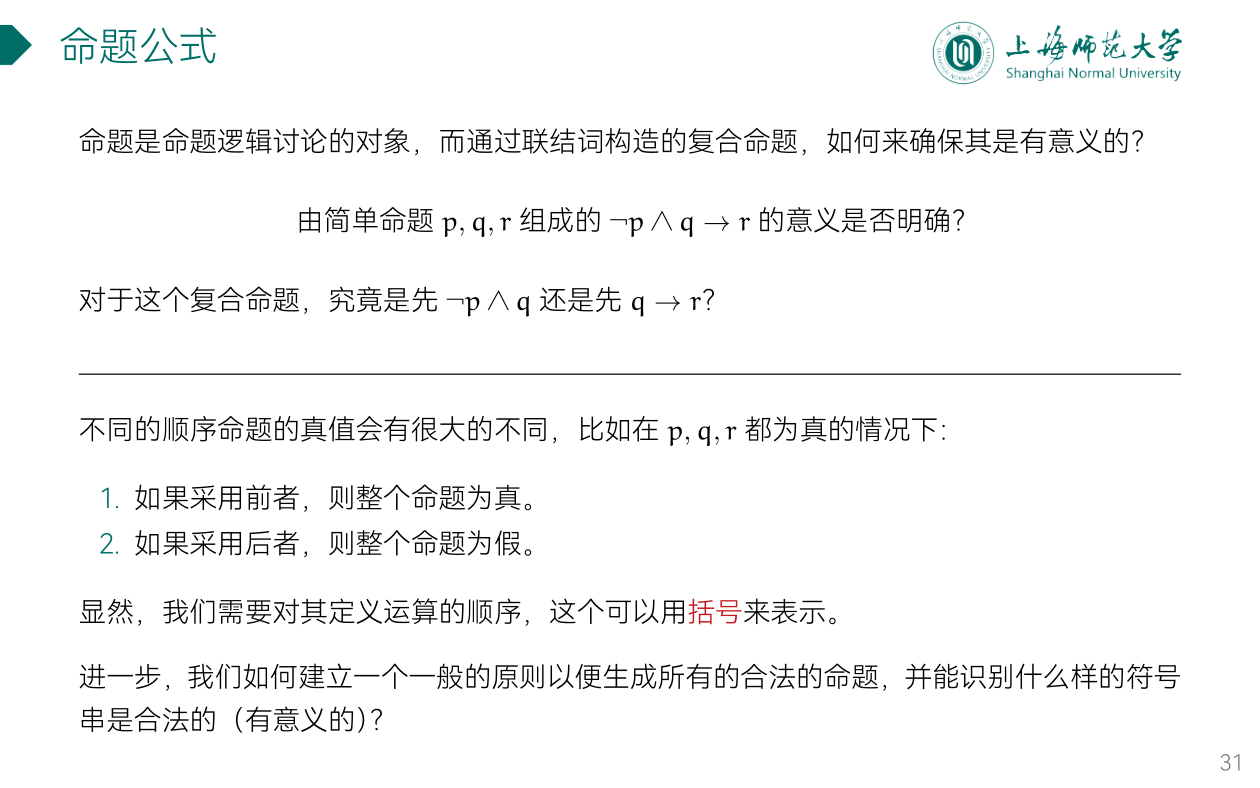 命题公式
上海师范大学
Shanghai Normal University
命题是命题逻辑讨论的对象，而通过联结词构造的复合命题，如何来确保其是有意义的?
由简单命题 p, q, r 组成的 ¬p ∧ q → r 的意义是否明确?
对于这个复合命题，究竟是先 ¬p ∧ q 还是先 q → r?
不同的顺序命题的真值会有很大的不同，比如在 p, q, r 都为真的情况下:
1. 如果采用前者，则整个命题为真。
2. 如果采用后者，则整个命题为假。
显然，我们需要对其定义运算的顺序，这个可以用括号来表示。
进一步，我们如何建立一个一般的原则以便生成所有的合法的命题，并能识别什么样的符号
串是合法的（有意义的）?
31